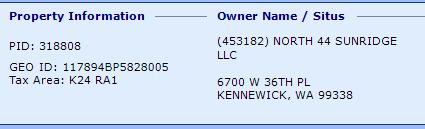 Property Information
PID: 318808
GEO ID: 117894BP5828005
Tax Area: K24 RA1
Owner Name / Situs
(453182) NORTH 44 SUNRIDGE
LLC
6700 W 36TH PL
KENNEWICK, WA 99338